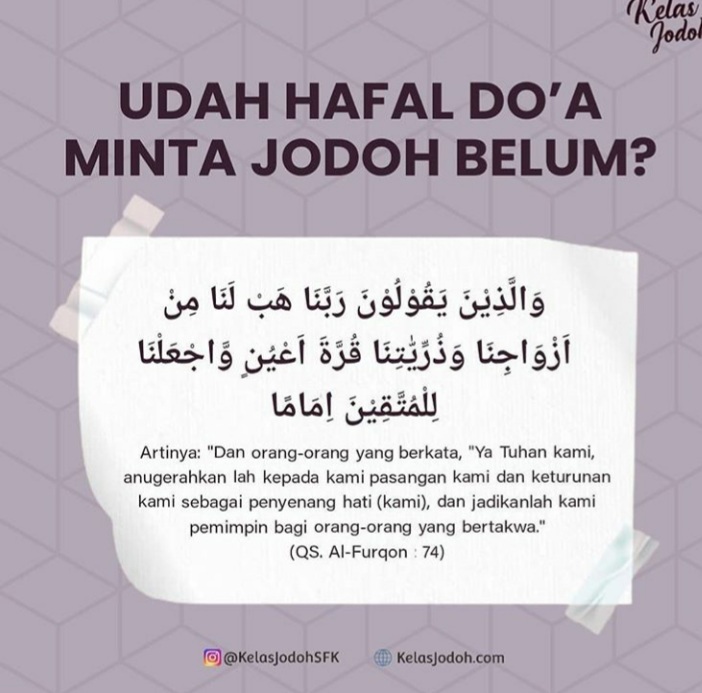 Kelas
Jodoh
UDAH HAFAL DO’A
MINTA JODOH BELUM?
وَالَّذِيْنَ يَقُوْلُوْنَ رَبَّنَا هَبْ لَنَا مِنْ
اَزْوَاجِنَا وَذُرِّيّٰتِنَا قُرَّةَ اَعْيُنٍ وَّاجْعَلْنَا
لِلْمُتَّقِيْنَ اِمَامًا
Artinya: "Dan orang-orang yang berkata, "Ya Tuhan kami,
anugerahkan lah kepada kami pasangan kami dan keturunan
kami sebagai penyenang hati (kami), dan jadikanlah kami
pemimpin bagi orang-orang yang bertakwa."
(QS. Al-Furqon : 74)
@KelasJodohSFK KelasJodoh.com